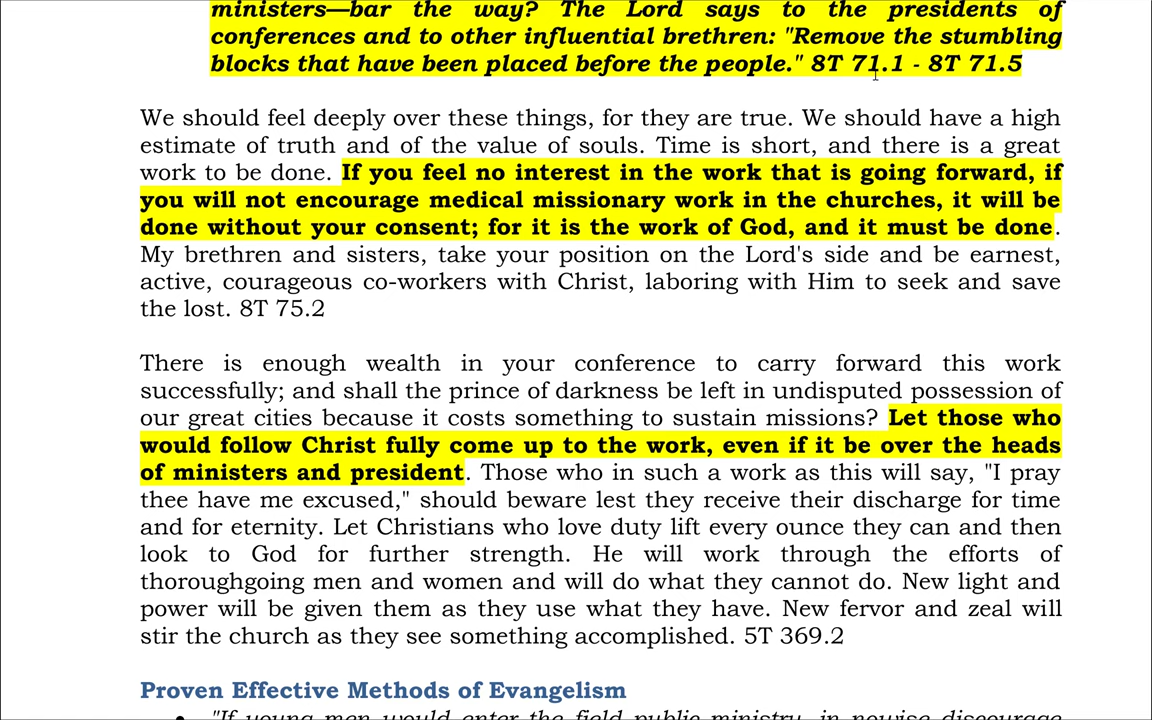 ministers—bar the way? The Lord says to the presidents of
conferences and to other influential brethren: "Remove the stumbling
blocks that have been placed before the people." 8T 71.1 - 8T 71.5
We should feel deeply over these things, for they are true. We should have a high
estimate of truth and of the value of souls. Time is short, and there is a great
work to be done. If you feel no interest in the work that is going forward, if
you will not encourage medical missionary work in the churches, it will be
done without your consent; for it is the work of God, and it must be done.
My brethren and sisters, take your position on the Lord's side and be earnest,
active, courageous co-workers with Christ, laboring with Him to seek and save
the lost. 8T 75.2
There is enough wealth in your conference to carry forward this work
successfully; and shall the prince of darkness be left in undisputed possession of
our great cities because it costs something to sustain missions? Let those who
would follow Christ fully come up to the work, even if it be over the heads
of ministers and president. Those who in such a work as this will say, "I pray
thee have me excused," should beware lest they receive their discharge for time
and for eternity. Let Christians who love duty lift every ounce they can and then
look to God for further strength. He will work through the efforts of
thoroughgoing men and women and will do what they cannot do. New light and
power will be given them as they use what they have. New fervor and zeal will
stir the church as they see something accomplished. 5T 369.2
Proven Effective Methods of Evangelism
• "If young men would enter the field public ministry, in nowise discourage